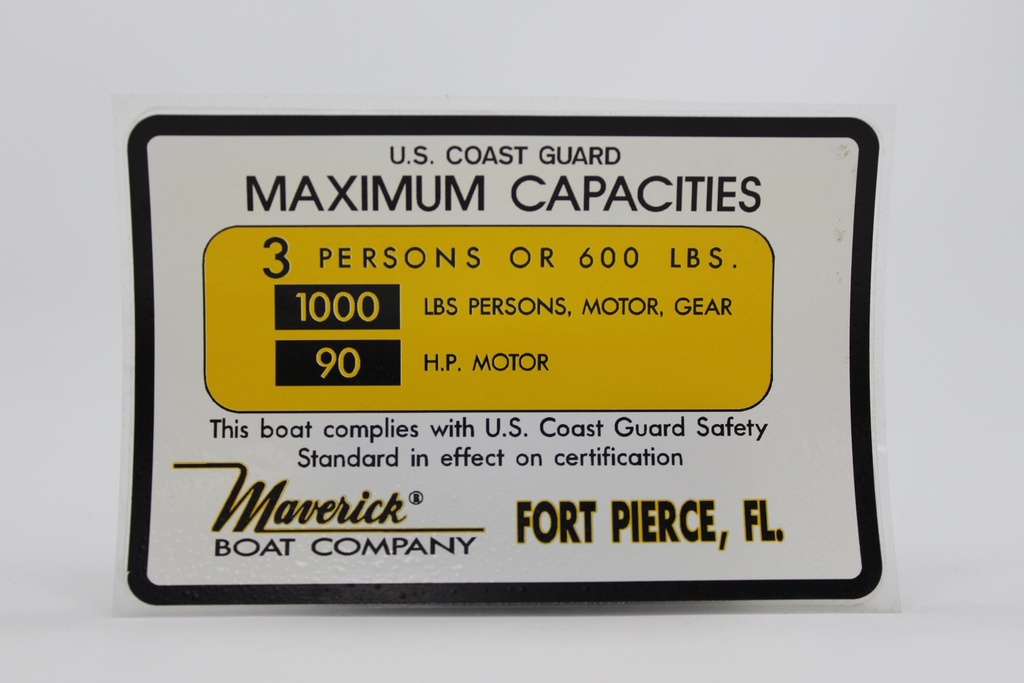 U.S. COAST GUARD
MAXIMUM CAPACITIES
3 PERSONS OR 600 LBS.
1000 LBS PERSONS, MOTOR, GEAR
90 H.P. MOTOR
This boat complies with U.S. Coast Guard Safety
Standard in effect on certification
Maverick®
BOAT COMPANY
FORT PIERCE, FL.